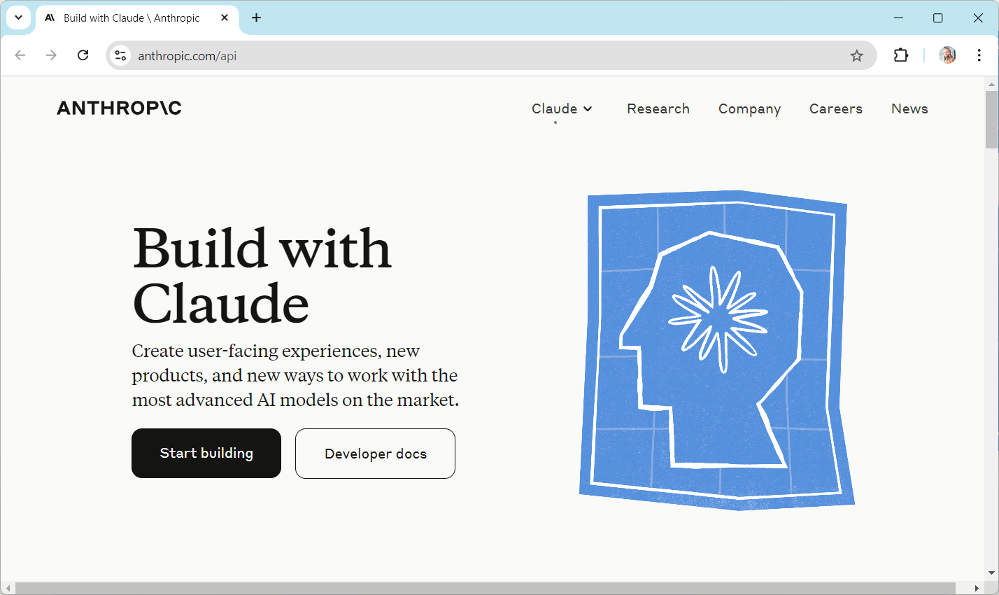 Build with Claude \ Anthropic
anthropic.com/api
ANTHROP\C
Claude
Research
Company
Careers
News
Build with
Claude
Create user-facing experiences, new
products, and new ways to work with the
most advanced AI models on the market.
Start building
Developer docs